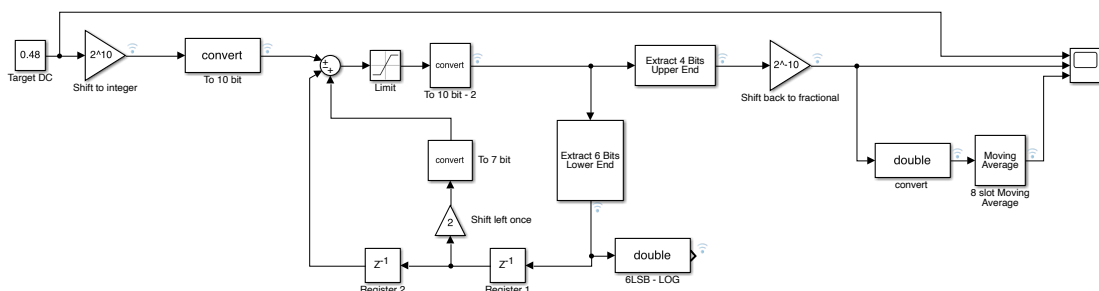 0.48
Target DC
2^10
Shift to integer
convert
To 10 bit
Limit
convert
To 10 bit - 2
Extract 4 Bits
Upper End
2^-10
Shift back to fractional
Extract 6 Bits
Lower End
convert
To 7 bit
2
Shift left once
double
convert
Moving
Average
8 slot Moving
Average
Z-1
Register 2
Z-1
Register 1
double
6LSB - LOG